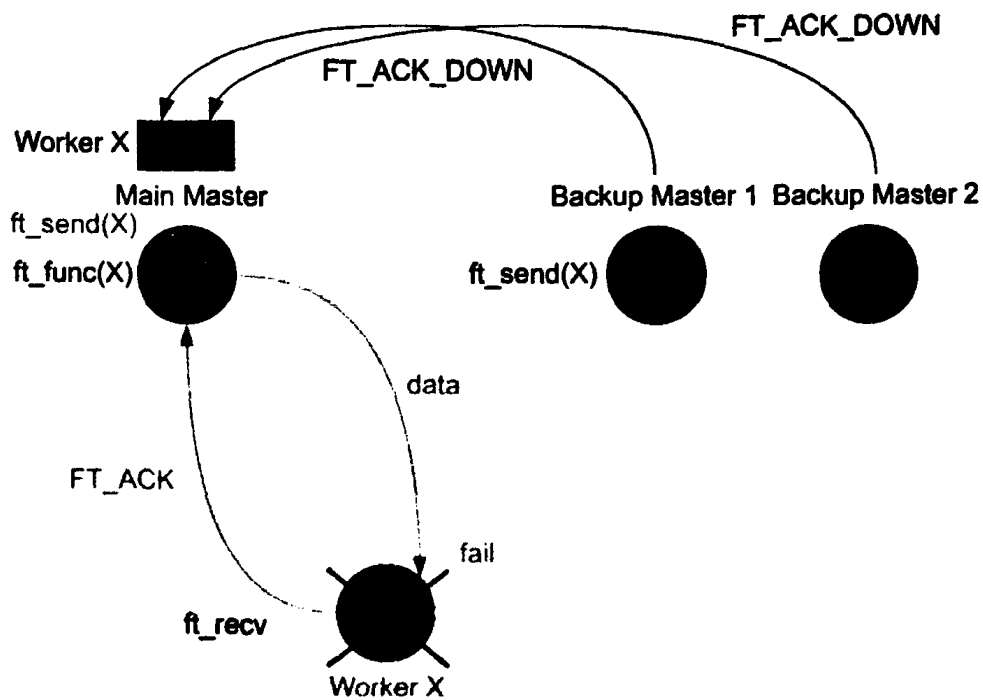 FT_ACK_DOWN
FT_ACK_DOWN
Worker X
Main Master
Backup Master 1
Backup Master 2
ft_send(X)
ft_func(X)
ft_send(X)
data
FT_ACK
fail
ft_recv
Worker X